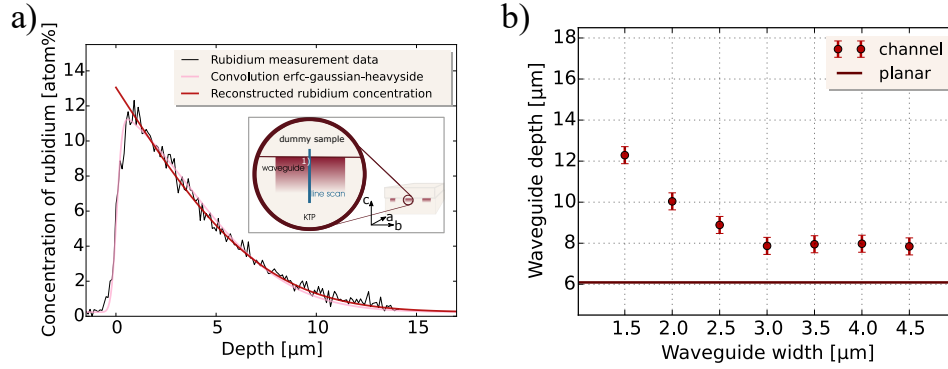 a)
Concentration of rubidium [atom%]
14
12
10
8
6
4
2
0
Rubidium measurement data
Convolution erfc-gaussian-heavyside
Reconstructed rubidium concentration
dummy sample
waveguide
1)
line scan
KTP
c
a
b
0
5
10
15
Depth [μm]
b)
Waveguide depth [μm]
18
16
14
12
10
8
6
channel
planar
1.5 2.0 2.5 3.0 3.5 4.0 4.5
Waveguide width [μm]